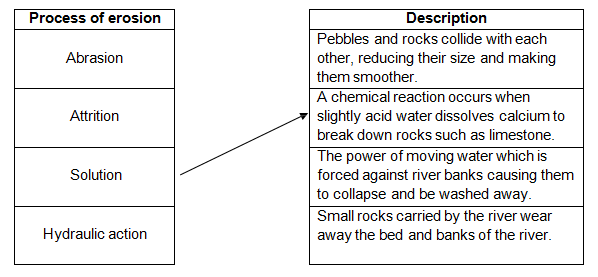 Process of erosion
Abrasion
Attrition
Solution
Hydraulic action
Description
Pebbles and rocks collide with each
other, reducing their size and making
them smoother.
A chemical reaction occurs when
slightly acid water dissolves calcium to
break down rocks such as limestone.
The power of moving water which is
forced against river banks causing them
to collapse and be washed away.
Small rocks carried by the river wear
away the bed and banks of the river.